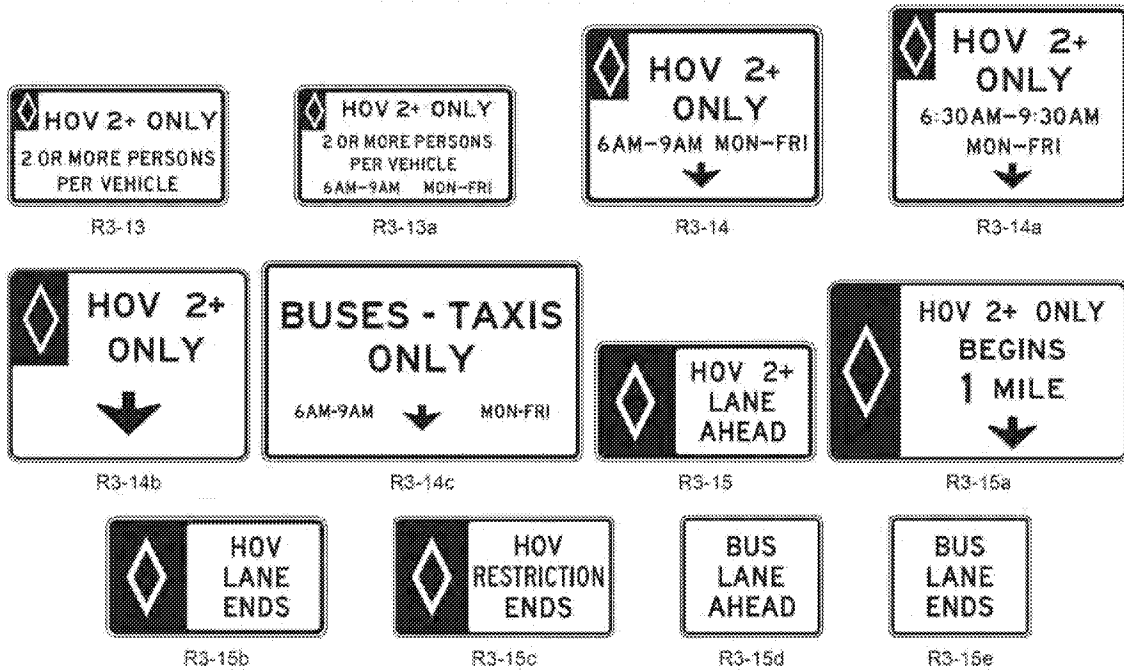 HOV 2+ ONLY
2 OR MORE PERSONS
PER VEHICLE
R3-13
HOV 2+ ONLY
2 OR MORE PERSONS
PER VEHICLE
6AM-9AM MON-FRI
R3-13a
HOV 2+
ONLY
6AM-9AM MON-FRI
R3-14
HOV 2+
ONLY
6:30AM-9:30AM
MON-FRI
R3-14a
HOV 2+
ONLY
R3-14b
BUSES - TAXIS
ONLY
6AM-9AM MON-FRI
R3-14c
HOV 2+
LANE
AHEAD
R3-15
HOV 2+ ONLY
BEGINS
1 MILE
R3-15a
HOV
LANE
ENDS
R3-15b
HOV
RESTRICTION
ENDS
R3-15c
BUS
LANE
AHEAD
R3-15d
BUS
LANE
ENDS
R3-15e